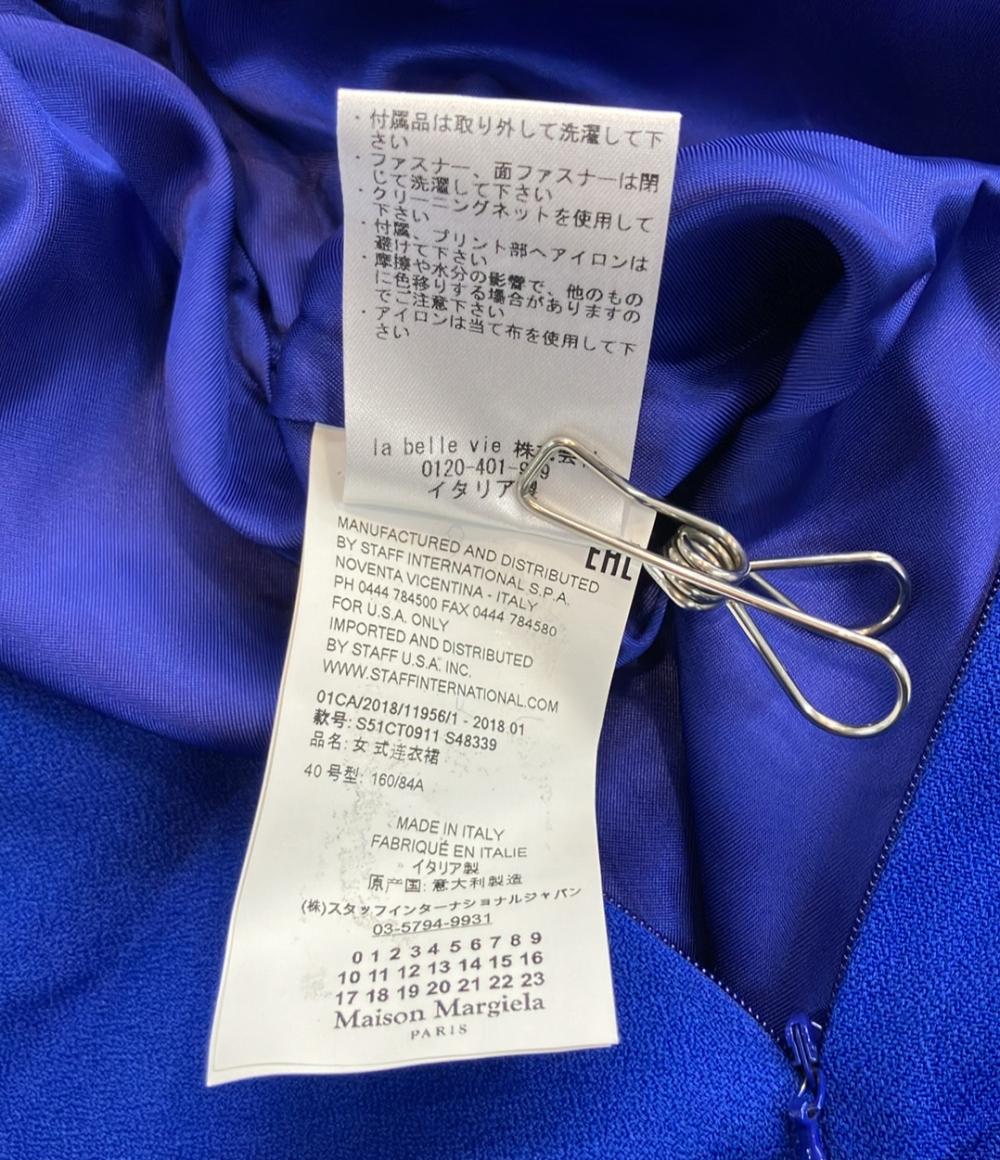 ・付属品は取り外して洗濯して下
さい
・ファスナー、面ファスナーは閉
じて洗濯して下さい
・クリーニングネットを使用して
下さい
・付属、プリント部へアイロンは
避けて下さい
・摩擦や水分の影響で、他のもの
に色移りする場合がありますの
でご注意下さい
・アイロンは当て布を使用して下
さい
la belle vie
0120-401-
イタリア
EAC
MANUFACTURED AND DISTRIBUTED
BY STAFF INTERNATIONAL S.P.A.
NOVENTA VICENTINA - ITALY
PH 0444 784500 FAX 0444 784580
FOR U.S.A. ONLY
IMPORTED AND DISTRIBUTED
BY STAFF U.S.A. INC.
WWW.STAFFINTERNATIONAL.COM
01CA/2018/11956/1 - 2018 01
款号: S51CT0911 S48339
品名: 女式连衣裙
40 号型: 160/84A
MADE IN ITALY
FABRIQUÉ EN ITALIE
イタリア製
原产国: 意大利製造
(株)スタッフインターナショナルジャパン
03-5794-9931
0 1 2 3 4 5 6 7 8 9
10 11 12 13 14 15 16
17 18 19 20 21 22 23
Maison Margiela
PARIS